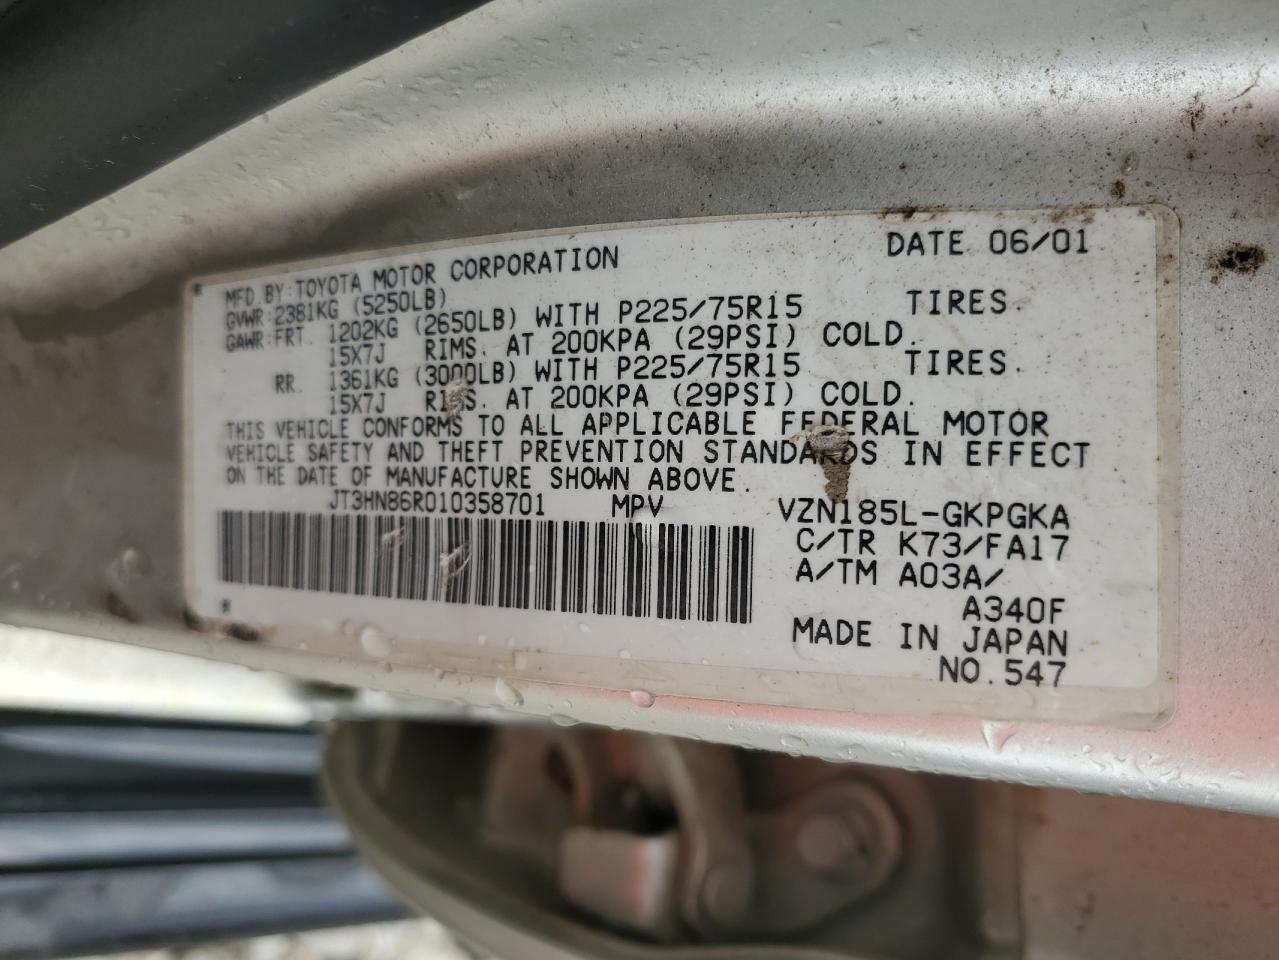 DATE 06/01
MFD.BY:TOYOTA MOTOR CORPORATION
GVWR:2381KG (5250LB)
GAWR:FRT. 1202KG (2650LB) WITH P225/75R15 TIRES.
15X7J RIMS. AT 200KPA (29PSI) COLD.
RR. 1361KG (3000LB) WITH P225/75R15 TIRES.
15X7J RIMS. AT 200KPA (29PSI) COLD.
THIS VEHICLE CONFORMS TO ALL APPLICABLE FEDERAL MOTOR
VEHICLE SAFETY AND THEFT PREVENTION STANDARDS IN EFFECT
ON THE DATE OF MANUFACTURE SHOWN ABOVE.
JT3HN86R010358701 MPV VZN185L-GKPGKA
C/TR K73/FA17
A/TM A03A/
A340F
MADE IN JAPAN
NO.547